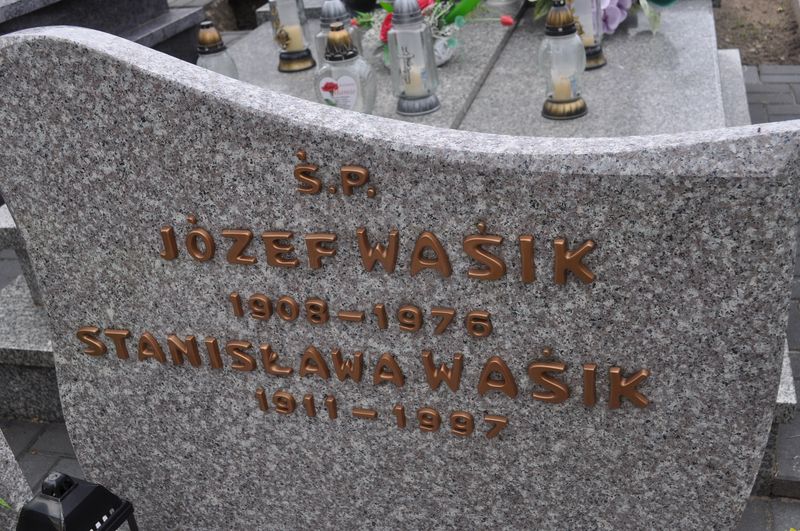 Ś.P.
JÓZEF WAŚIK
1908-1976
STANISŁAWA WAŚIK
1911-1997